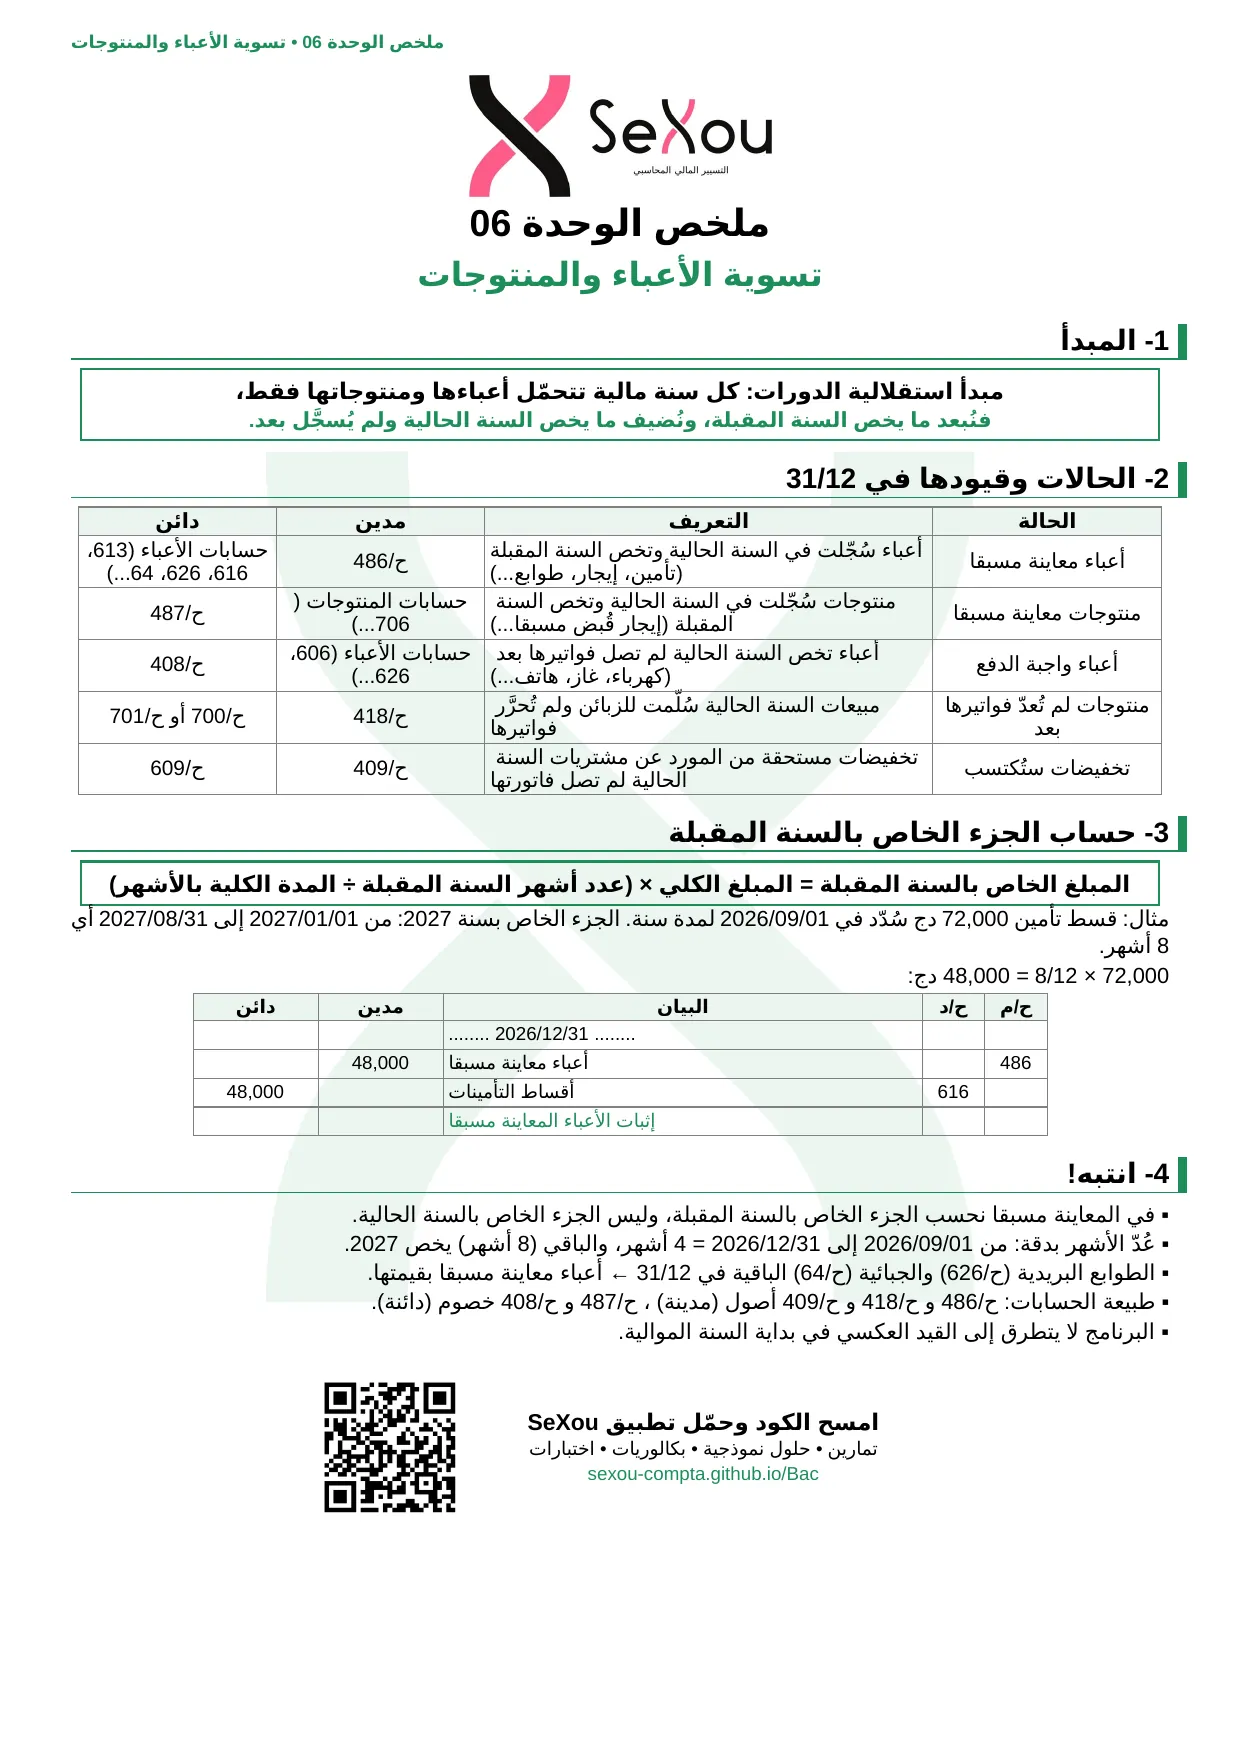 ملخص الوحدة 06 • تسوية الأعباء والمنتوجات
SeXou
التسيير المالي المحاسبي
ملخص الوحدة 06
تسوية الأعباء والمنتوجات
1- المبدأ
مبدأ استقلالية الدورات: كل سنة مالية تتحمّل أعباءها ومنتوجاتها فقط،
فنُبعد ما يخص السنة المقبلة، ونُضيف ما يخص السنة الحالية ولم يُسجَّل بعد.
2- الحالات وقيودها في 31/12
الحالة التعريف مدين دائن
أعباء معاينة مسبقا أعباء سُجّلت في السنة الحالية وتخص السنة المقبلة (تأمين، إيجار، طوابع...) ح/486 حسابات الأعباء (613، 616، 626، 64...)
منتوجات معاينة مسبقا منتوجات سُجّلت في السنة الحالية وتخص السنة المقبلة (إيجار قُبض مسبقا...) حسابات المنتوجات (706...) ح/487
أعباء واجبة الدفع أعباء تخص السنة الحالية لم تصل فواتيرها بعد (كهرباء، غاز، هاتف...) حسابات الأعباء (606، 626...) ح/408
منتوجات لم تُعدّ فواتيرها بعد مبيعات السنة الحالية سُلّمت للزبائن ولم تُحرَّر فواتيرها ح/418 ح/700 أو ح/701
تخفيضات ستُكتسب تخفيضات مستحقة من المورد عن مشتريات السنة الحالية لم تصل فاتورتها ح/409 ح/609
3- حساب الجزء الخاص بالسنة المقبلة
المبلغ الخاص بالسنة المقبلة = المبلغ الكلي × (عدد أشهر السنة المقبلة ÷ المدة الكلية بالأشهر)
مثال: قسط تأمين 72,000 دج سُدّد في 2026/09/01 لمدة سنة. الجزء الخاص بسنة 2027: من 2027/01/01 إلى 2027/08/31 أي
8 أشهر.
72,000 × 8/12 = 48,000 دج:
ح/م ح/د البيان مدين دائن
........ 2026/12/31 ........
486 أعباء معاينة مسبقا 48,000
616 أقساط التأمينات 48,000
إثبات الأعباء المعاينة مسبقا
4- انتبه!
▪ في المعاينة مسبقا نحسب الجزء الخاص بالسنة المقبلة، وليس الجزء الخاص بالسنة الحالية.
▪ عُدّ الأشهر بدقة: من 2026/09/01 إلى 2026/12/31 = 4 أشهر، والباقي (8 أشهر) يخص 2027.
▪ الطوابع البريدية (ح/626) والجبائية (ح/64) الباقية في 31/12 ← أعباء معاينة مسبقا بقيمتها.
▪ طبيعة الحسابات: ح/486 و ح/418 و ح/409 أصول (مدينة) ، ح/487 و ح/408 خصوم (دائنة).
▪ البرنامج لا يتطرق إلى القيد العكسي في بداية السنة الموالية.
امسح الكود وحمّل تطبيق SeXou
تمارين • حلول نموذجية • بكالوريات • اختبارات
sexou-compta.github.io/Bac